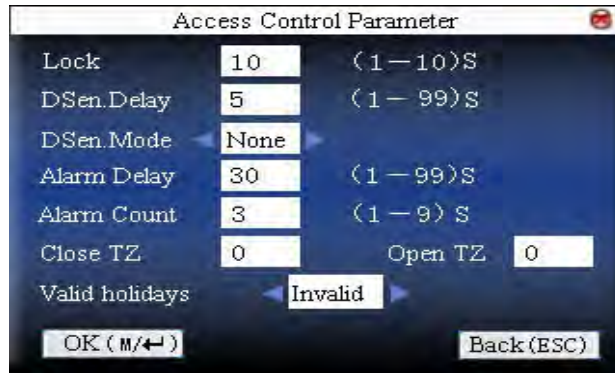 Access Control Parameter
Lock 10 (1—10)S
DSen.Delay 5 (1— 99)S
DSen.Mode None
Alarm Delay 30 (1—99)S
Alarm Count 3 (1—9) S
Close TZ 0 Open TZ 0
Valid holidays Invalid
OK(M/↵) Back(ESC)